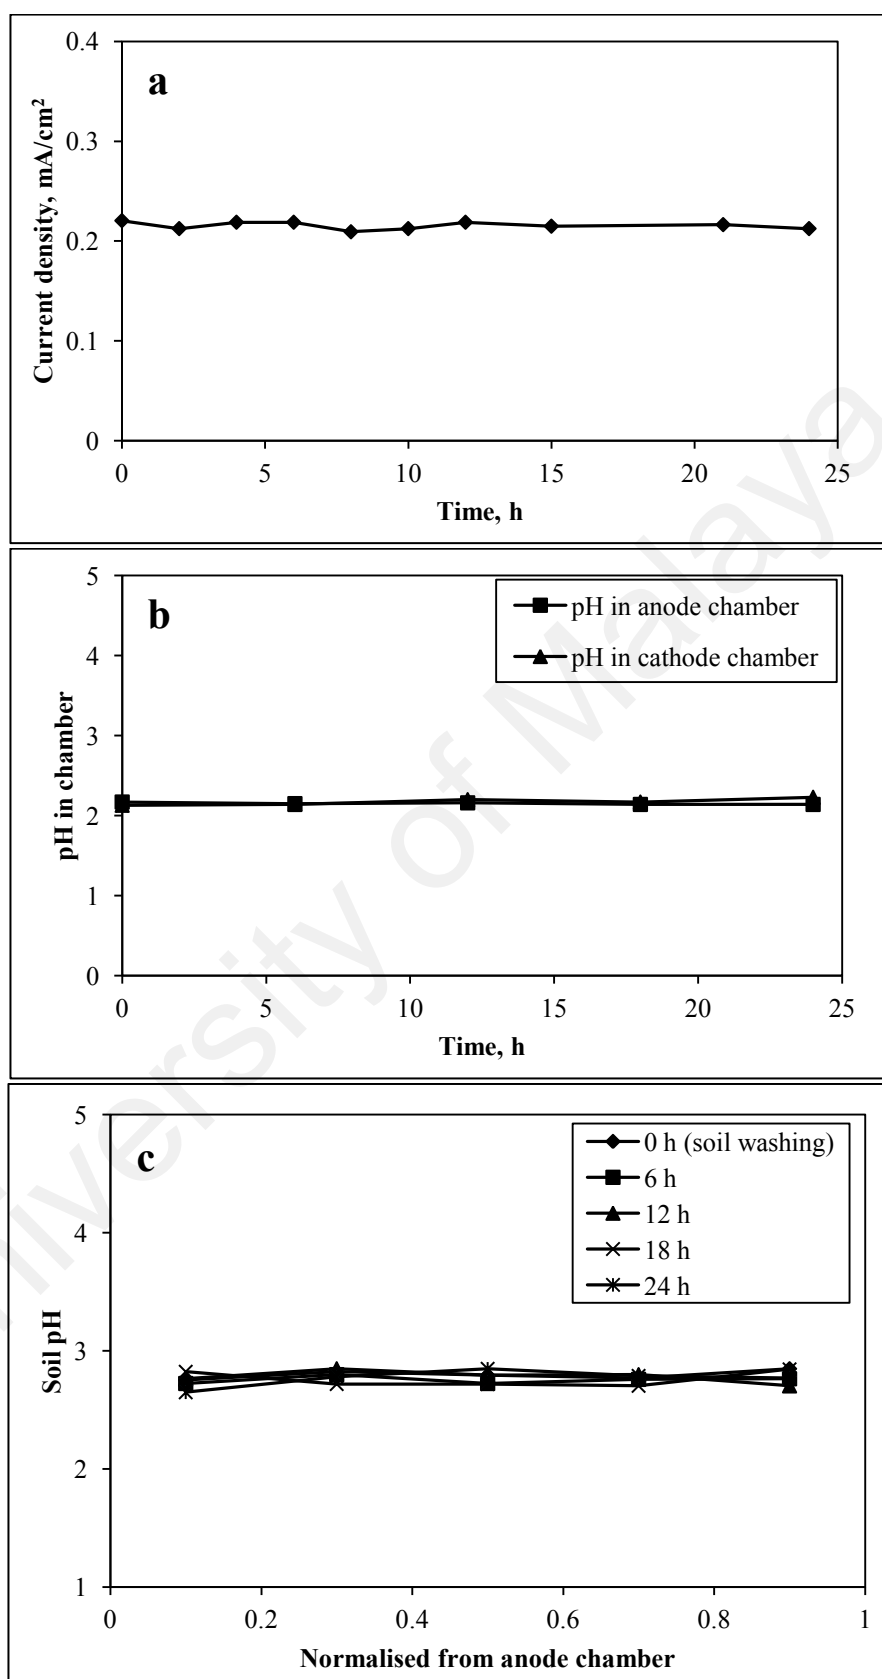 a
0.4
0.3
0.2
0.1
0
Current density, mA/cm²
0 5 10 15 20 25
Time, h
b
pH in anode chamber
pH in cathode chamber
5
4
3
2
1
0
pH in chamber
0 5 10 15 20 25
Time, h
c
0 h (soil washing)
6 h
12 h
18 h
24 h
5
4
3
2
1
Soil pH
0 0.2 0.4 0.6 0.8 1
Normalised from anode chamber
niversity of Malaya